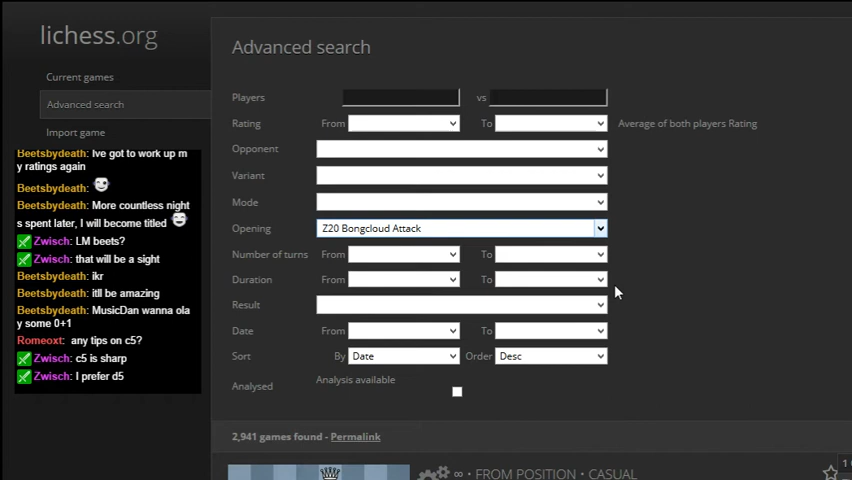 lichess.org
Current games
Advanced search
Import game
Beetsbydeath: Ive got to work up m
y ratings again
Beetsbydeath:
Beetsbydeath: More countless night
s spent later, I will become titled
Zwisch: LM beets?
Zwisch: that will be a sight
Beetsbydeath: ikr
Beetsbydeath: itll be amazing
Beetsbydeath: MusicDan wanna ola
y some 0+1
Romeoxt: any tips on c5?
Zwisch: c5 is sharp
Zwisch: I prefer d5
Advanced search
Players vs
Rating From To Average of both players Rating
Opponent
Variant
Mode
Opening Z20 Bongcloud Attack
Number of turns From To
Duration From To
Result
Date From To
Sort By Date Order Desc
Analysed Analysis available
2,941 games found - Permalink
∞ • FROM POSITION • CASUAL